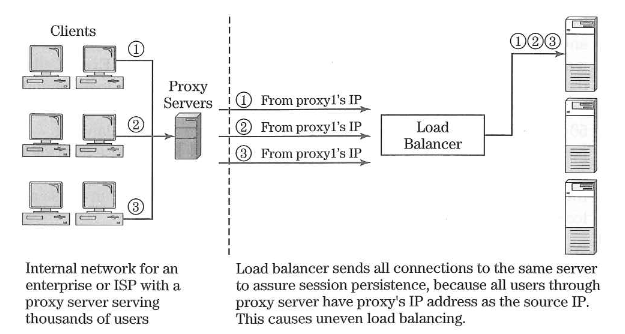 Clients
①
②
③
Proxy
Servers
① From proxy1's IP
② From proxy1's IP
③ From proxy1's IP
Load
Balancer
①②③
Internal network for an
enterprise or ISP with a
proxy server serving
thousands of users
Load balancer sends all connections to the same server
to assure session persistence, because all users through
proxy server have proxy's IP address as the source IP.
This causes uneven load balancing.